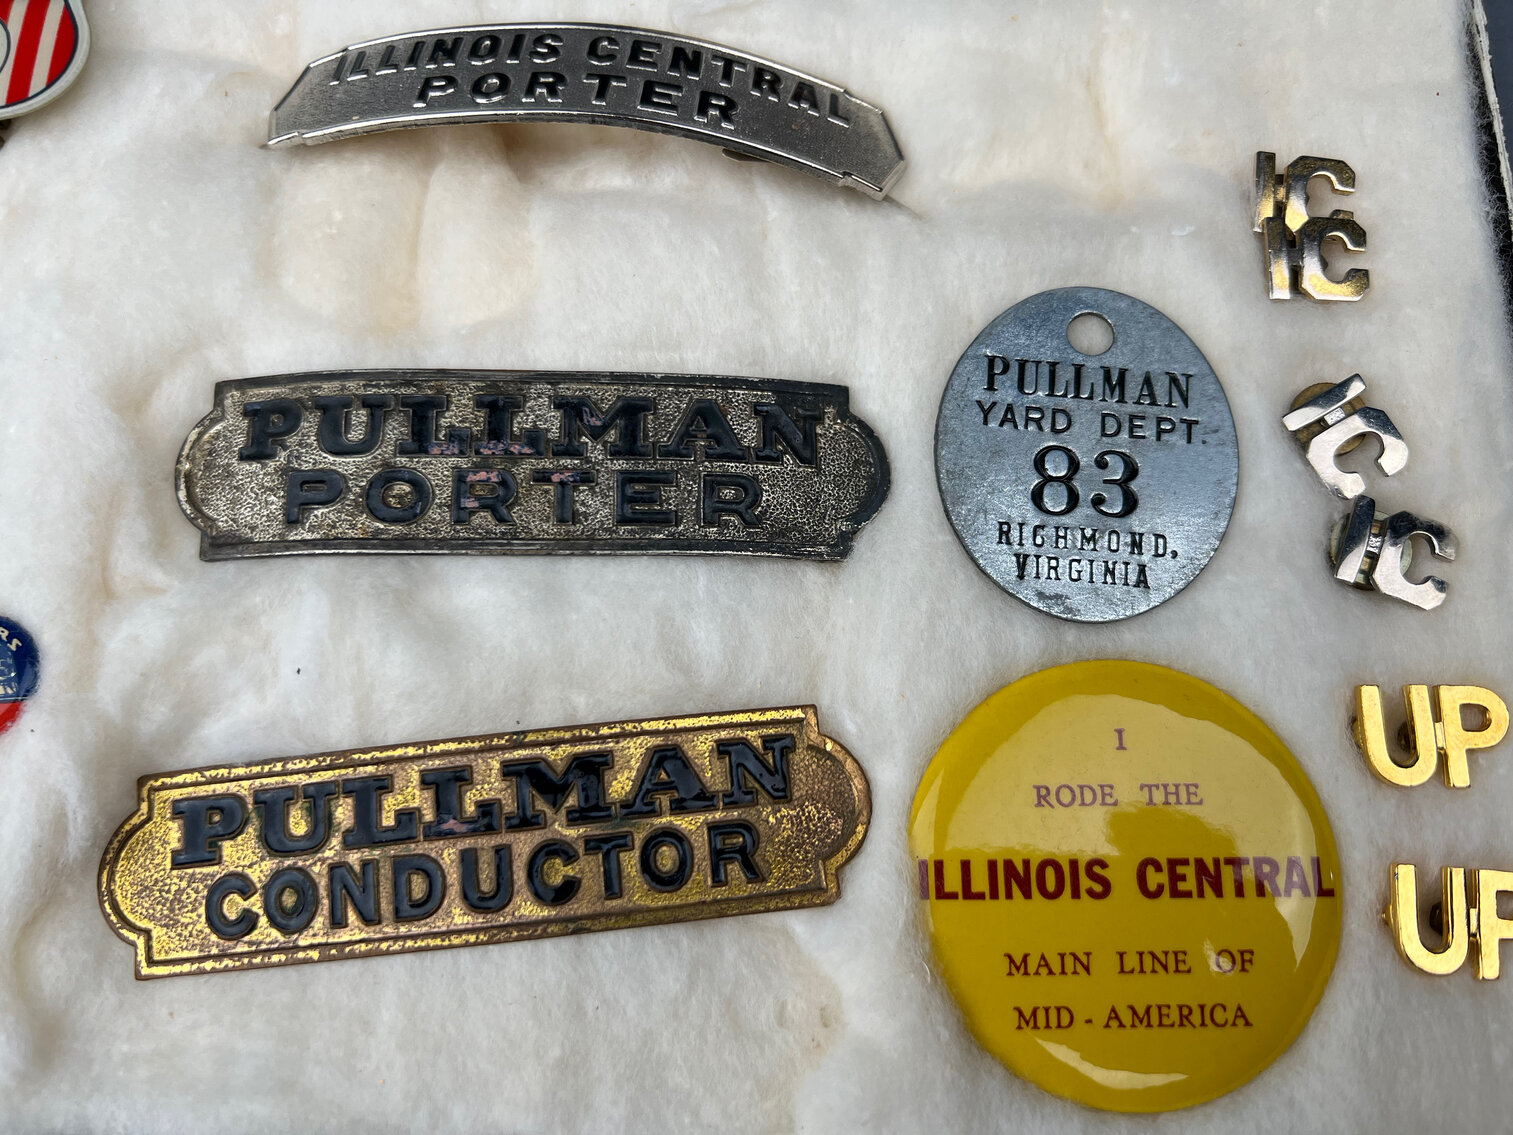 ILLINOIS CENTRAL
PORTER
IC
IC
PULLMAN
PORTER
PULLMAN
YARD DEPT.
83
RICHMOND,
VIRGINIA
IC
IC
PULLMAN
CONDUCTOR
I
RODE THE
ILLINOIS CENTRAL
MAIN LINE OF
MID - AMERICA
UP
UP